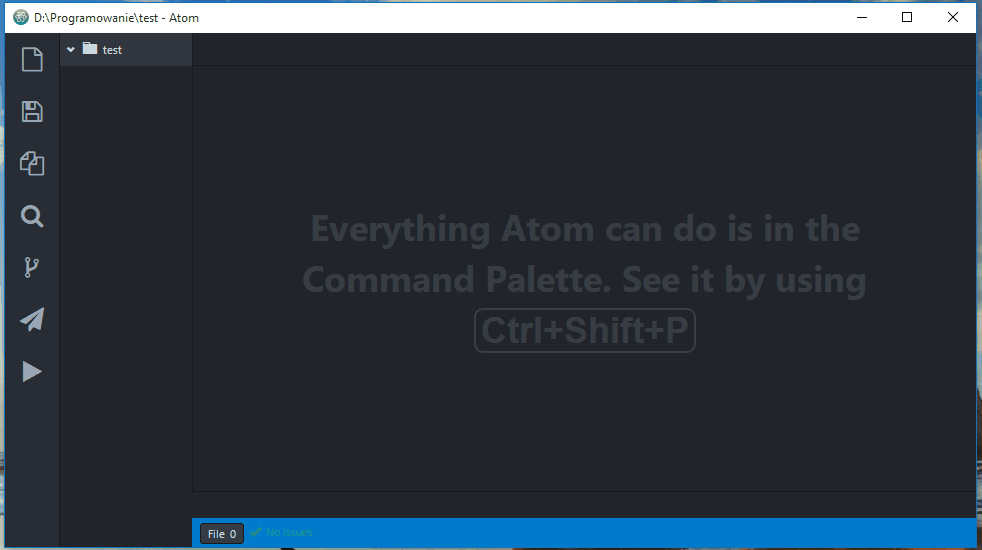 D:\Programowanie\test - Atom
test
Everything Atom can do is in the
Command Palette. See it by using
Ctrl+Shift+P
File 0
No Issues